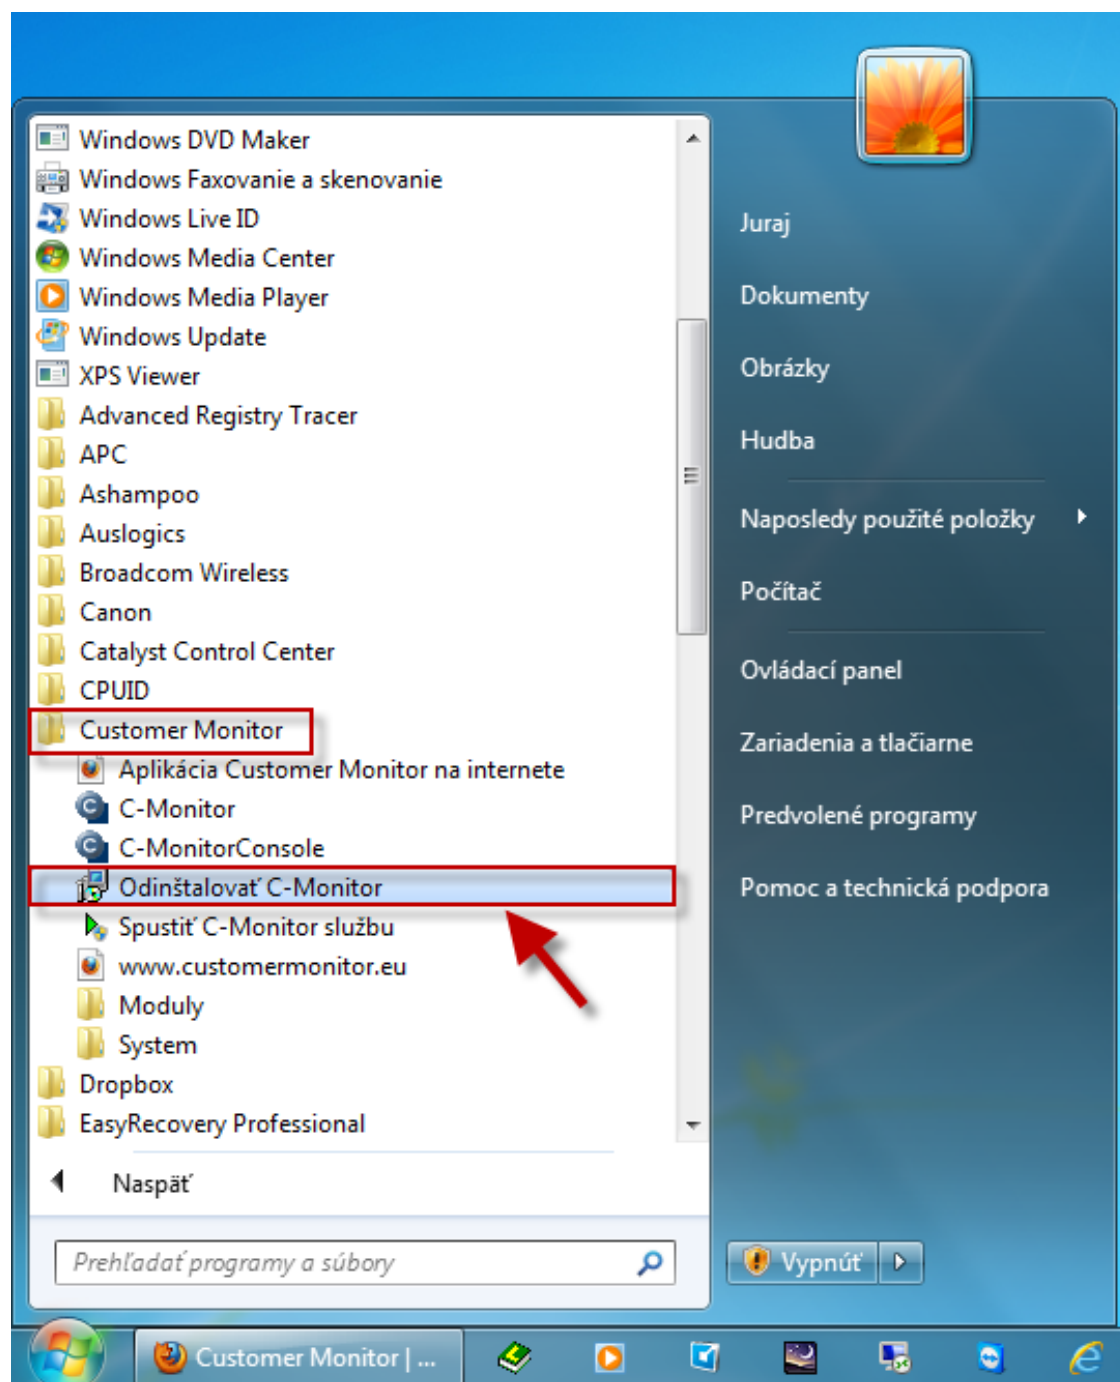 Windows DVD Maker
Windows Faxovanie a skenovanie
Windows Live ID
Windows Media Center
Windows Media Player
Windows Update
XPS Viewer
Advanced Registry Tracer
APC
Ashampoo
Auslogics
Broadcom Wireless
Canon
Catalyst Control Center
CPUID
Customer Monitor
Aplikácia Customer Monitor na internete
C-Monitor
C-MonitorConsole
Odinštalovať C-Monitor
Spustiť C-Monitor službu
www.customermonitor.eu
Moduly
System
Dropbox
EasyRecovery Professional
Naspäť
Prehľadať programy a súbory
Juraj
Dokumenty
Obrázky
Hudba
Naposledy použité položky
Počítač
Ovládací panel
Zariadenia a tlačiarne
Predvolené programy
Pomoc a technická podpora
Vypnúť
Customer Monitor | ...